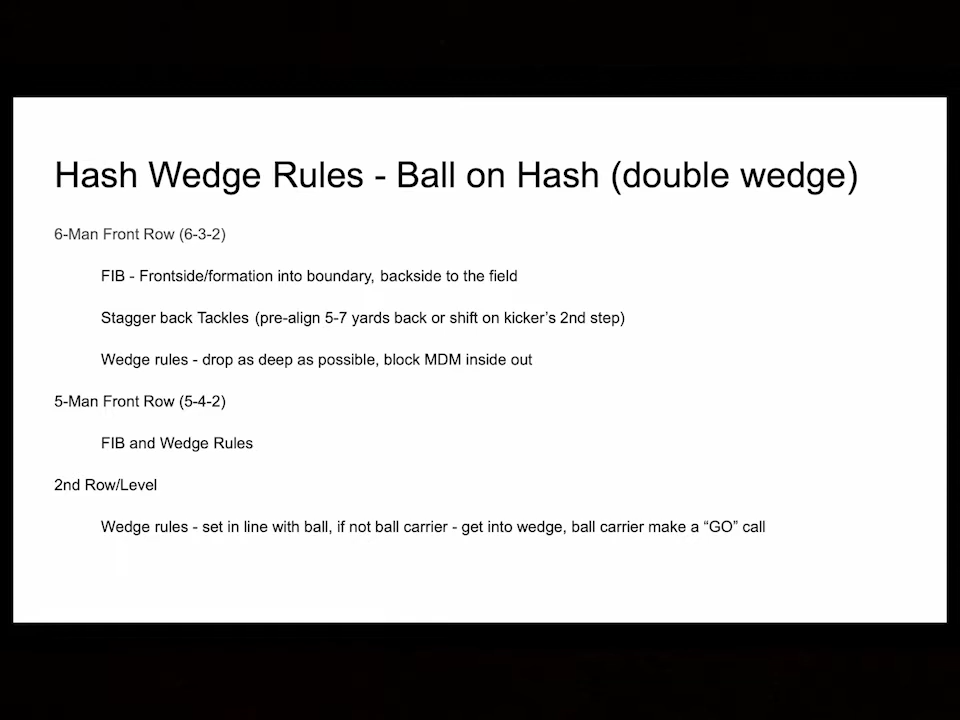 Hash Wedge Rules - Ball on Hash (double wedge)
6-Man Front Row (6-3-2)
FIB - Frontside/formation into boundary, backside to the field
Stagger back Tackles (pre-align 5-7 yards back or shift on kicker's 2nd step)
Wedge rules - drop as deep as possible, block MDM inside out
5-Man Front Row (5-4-2)
FIB and Wedge Rules
2nd Row/Level
Wedge rules - set in line with ball, if not ball carrier - get into wedge, ball carrier make a “GO” call